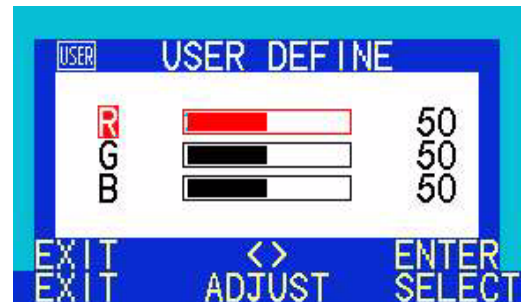 USER USER DEFINE
R 50
G 50
B 50
EXIT <> ENTER
EXIT ADJUST SELECT